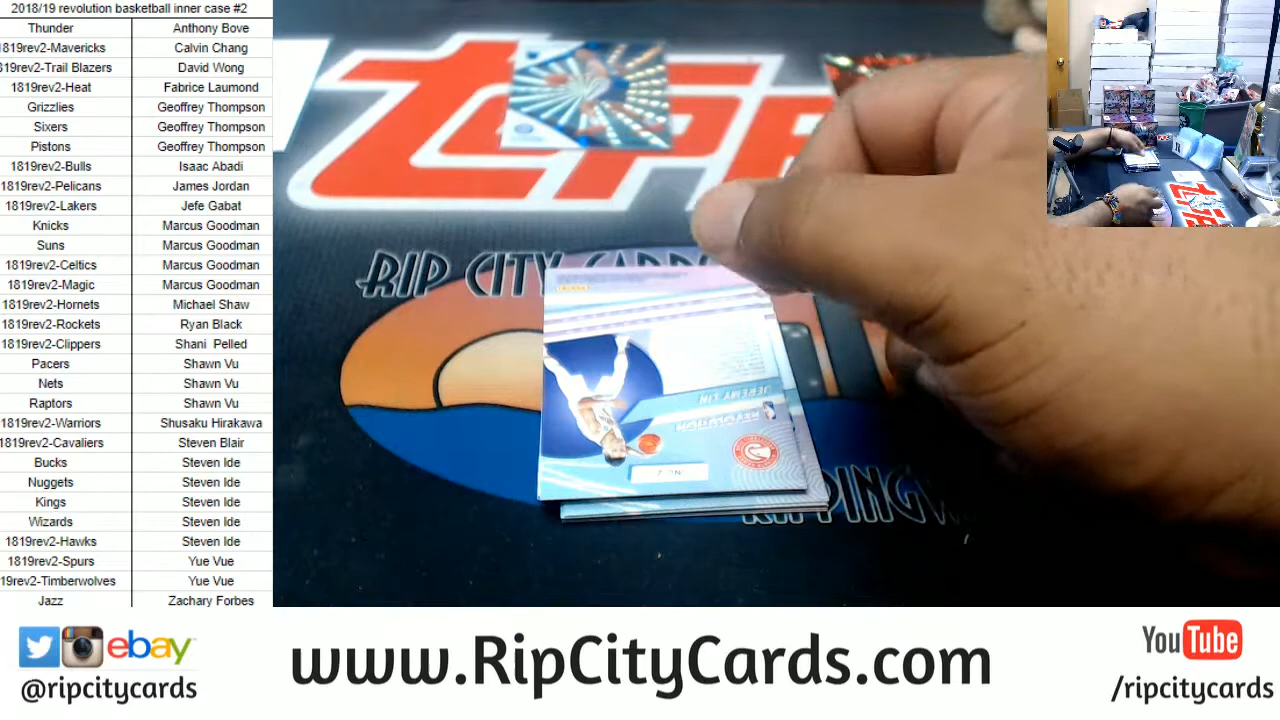 2018/19 revolution basketball inner case #2
Thunder Anthony Bove
1819rev2-Mavericks Calvin Chang
319rev2-Trail Blazers David Wong
1819rev2-Heat Fabrice Laumond
Grizzlies Geoffrey Thompson
Sixers Geoffrey Thompson
Pistons Geoffrey Thompson
1819rev2-Bulls Isaac Abadi
1819rev2-Pelicans James Jordan
1819rev2-Lakers Jefe Gabat
Knicks Marcus Goodman
Suns Marcus Goodman
1819rev2-Celtics Marcus Goodman
1819rev2-Magic Marcus Goodman
1819rev2-Hornets Michael Shaw
1819rev2-Rockets Ryan Black
1819rev2-Clippers Shani Pelled
Pacers Shawn Vu
Nets Shawn Vu
Raptors Shawn Vu
1819rev2-Warriors Shusaku Hirakawa
1819rev2-Cavaliers Steven Blair
Bucks Steven Ide
Nuggets Steven Ide
Kings Steven Ide
Wizards Steven Ide
1819rev2-Hawks Steven Ide
1819rev2-Spurs Yue Vue
19rev2-Timberwolves Yue Vue
Jazz Zachary Forbes
RIP CITY CARDS
JEREMY LIN
REVOLUTION
RIPPING
ebay
@ripcitycards
www.RipCityCards.com
YouTube
/ripcitycards